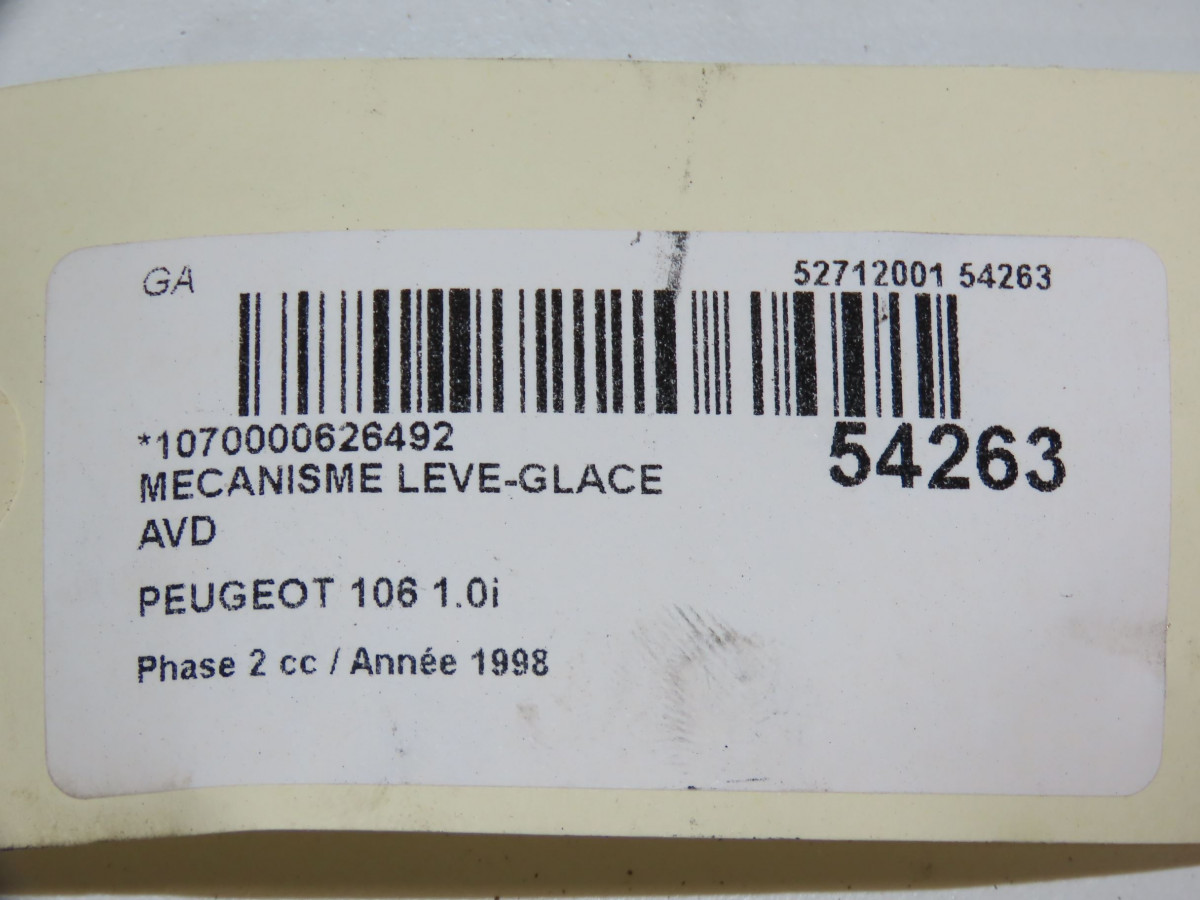 GA
52712001 54263
*1070000626492
54263
MECANISME LEVE-GLACE
AVD
PEUGEOT 106 1.0i
Phase 2 cc / Année 1998